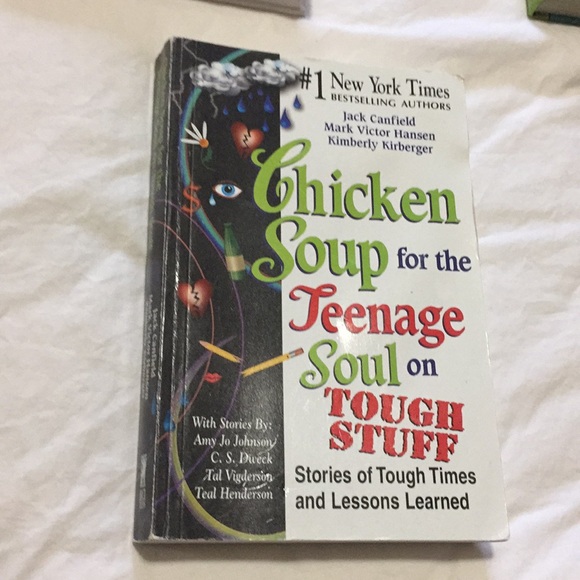 #1 New York Times
BESTSELLING AUTHORS
Jack Canfield
Mark Victor Hansen
Kimberly Kirberger
Chicken
Soup for the
Teenage
Soul on
TOUGH
STUFF
Stories of Tough Times
and Lessons Learned
With Stories By:
Amy Jo Johnson
C. S. Dweck
Tal Vigderson
Teal Henderson
Jack Canfield